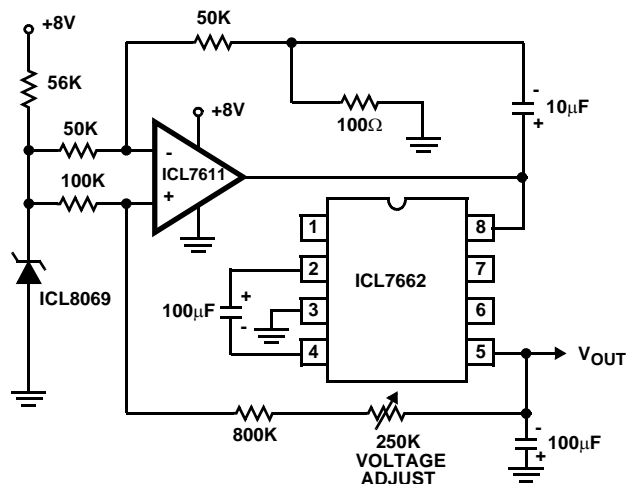 +8V
50K
56K
+8V
-
10µF
+
100Ω
50K
-
ICL7611
100K
+
1
8
ICL7662
2
7
ICL8069
+
100µF
-
3
6
4
5
VOUT
800K
250K
VOLTAGE
ADJUST
-
100µF
+